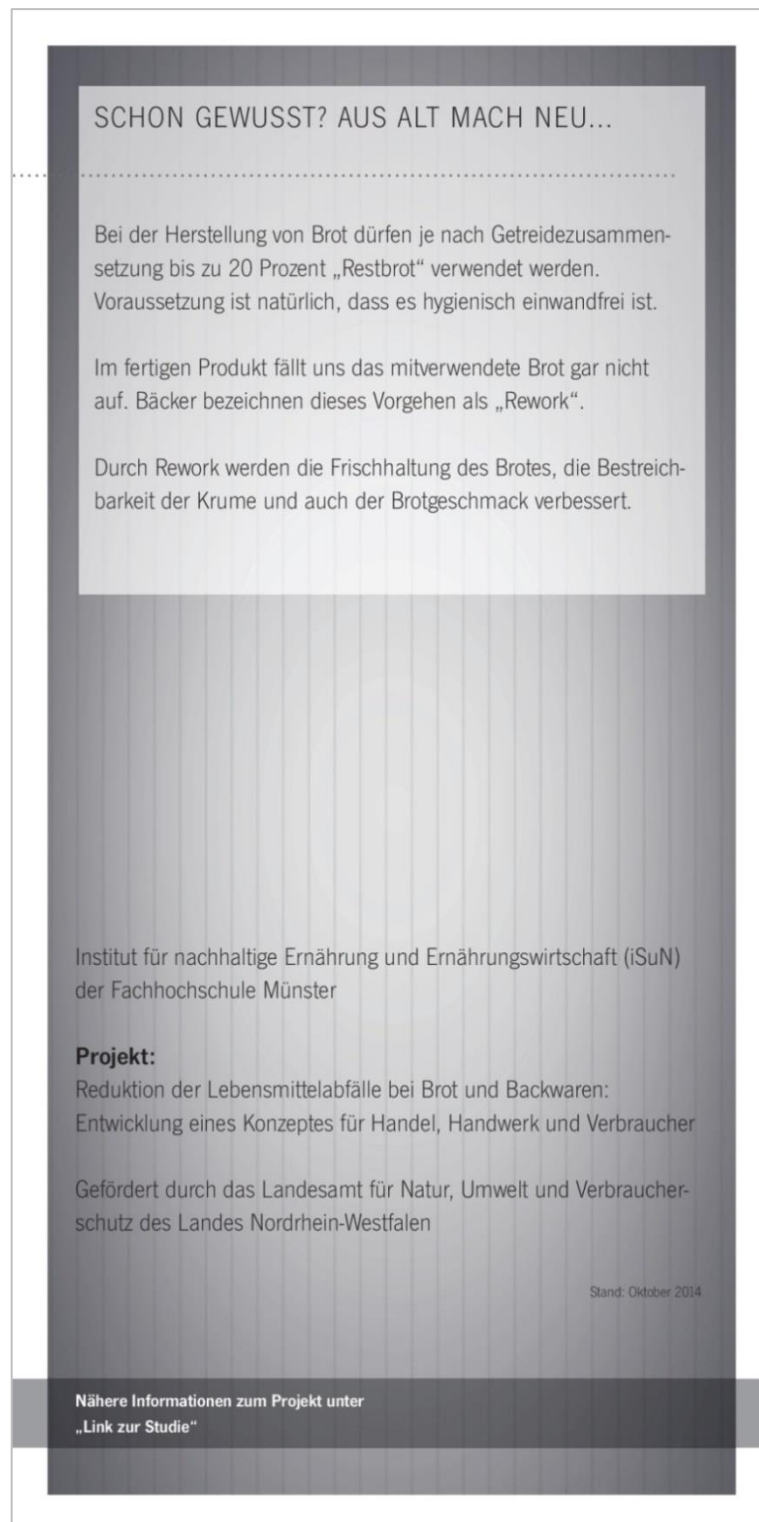 SCHON GEWUSST? AUS ALT MACH NEU...
Bei der Herstellung von Brot dürfen je nach Getreidezusammen-
setzung bis zu 20 Prozent „Restbrot“ verwendet werden.
Voraussetzung ist natürlich, dass es hygienisch einwandfrei ist.
Im fertigen Produkt fällt uns das mitverwendete Brot gar nicht
auf. Bäcker bezeichnen dieses Vorgehen als „Rework“.
Durch Rework werden die Frischhaltung des Brotes, die Bestreich-
barkeit der Krume und auch der Brotgeschmack verbessert.
Institut für nachhaltige Ernährung und Ernährungswirtschaft (iSuN)
der Fachhochschule Münster
Projekt:
Reduktion der Lebensmittelabfälle bei Brot und Backwaren:
Entwicklung eines Konzeptes für Handel, Handwerk und Verbraucher
Gefördert durch das Landesamt für Natur, Umwelt und Verbraucher-
schutz des Landes Nordrhein-Westfalen
Stand: Oktober 2014
Nähere Informationen zum Projekt unter
„Link zur Studie“